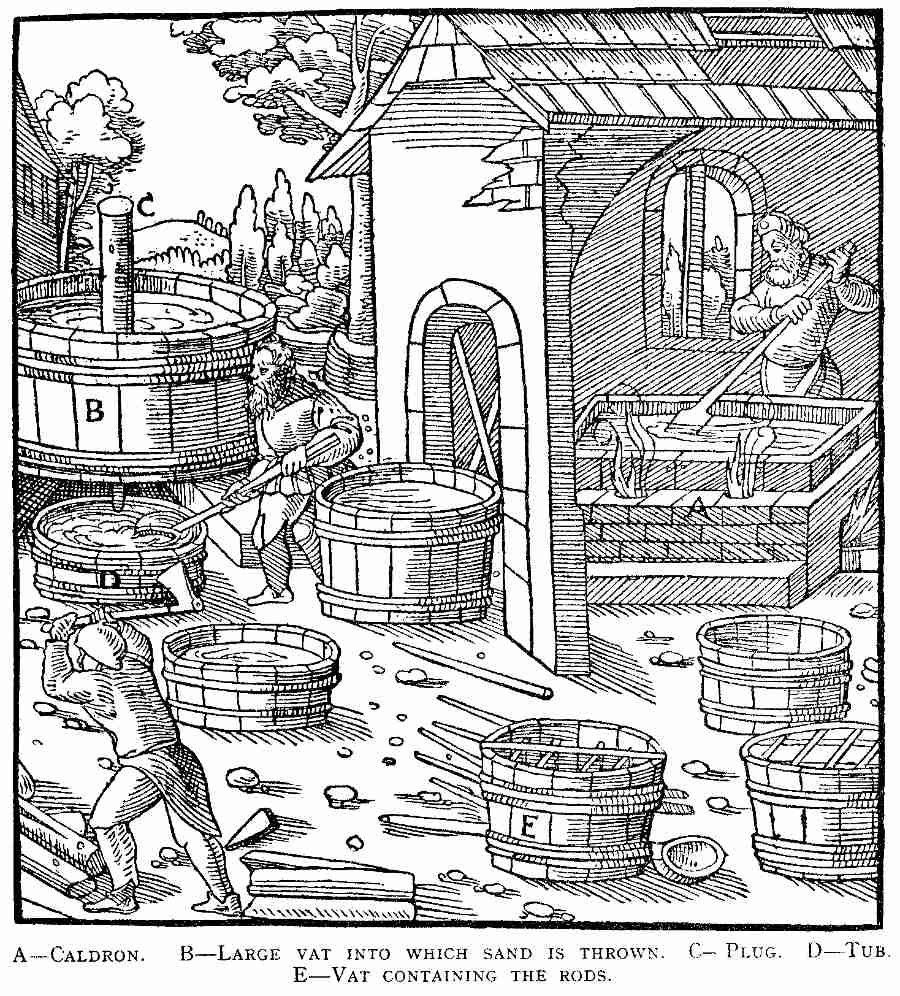 C
B
A
D
E
A—CALDRON. B—LARGE VAT INTO WHICH SAND IS THROWN. C—PLUG. D—TUB.
E—VAT CONTAINING THE RODS.